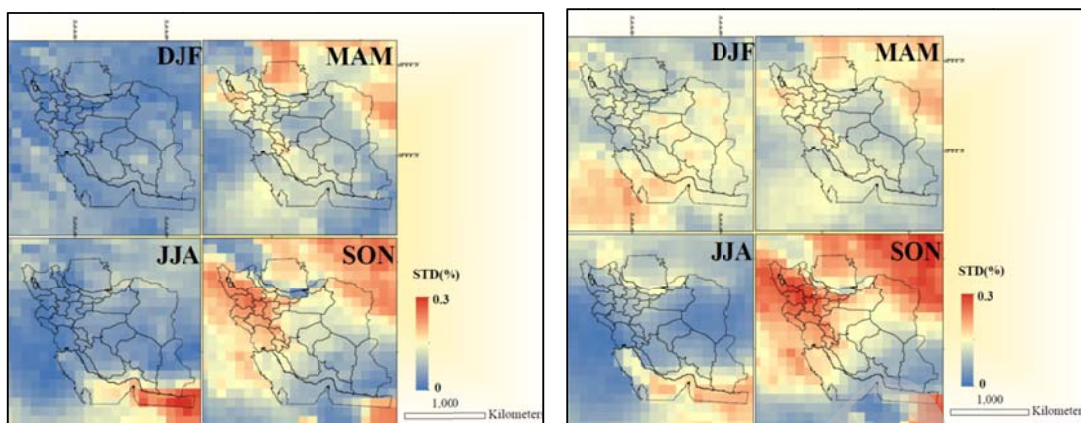 DJF
MAM
JJA
SON
STD(%)
0.3
0
1,000
Kilometer
DJF
MAM
JJA
SON
STD(%)
0.3
0
1,000
Kilometers